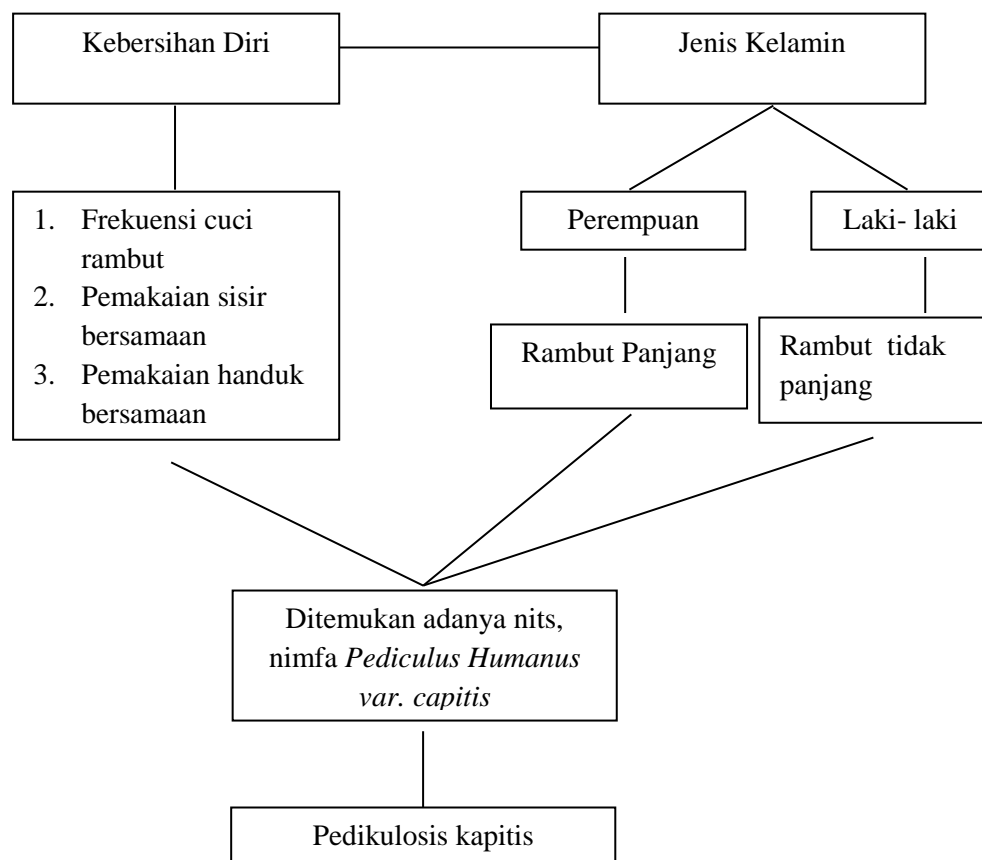 Kebersihan Diri
Jenis Kelamin
1. Frekuensi cuci
rambut
2. Pemakaian sisir
bersamaan
3. Pemakaian handuk
bersamaan
Perempuan
Laki- laki
Rambut Panjang
Rambut tidak
panjang
Ditemukan adanya nits,
nimfa Pediculus Humanus
var. capitis
Pedikulosis kapitis